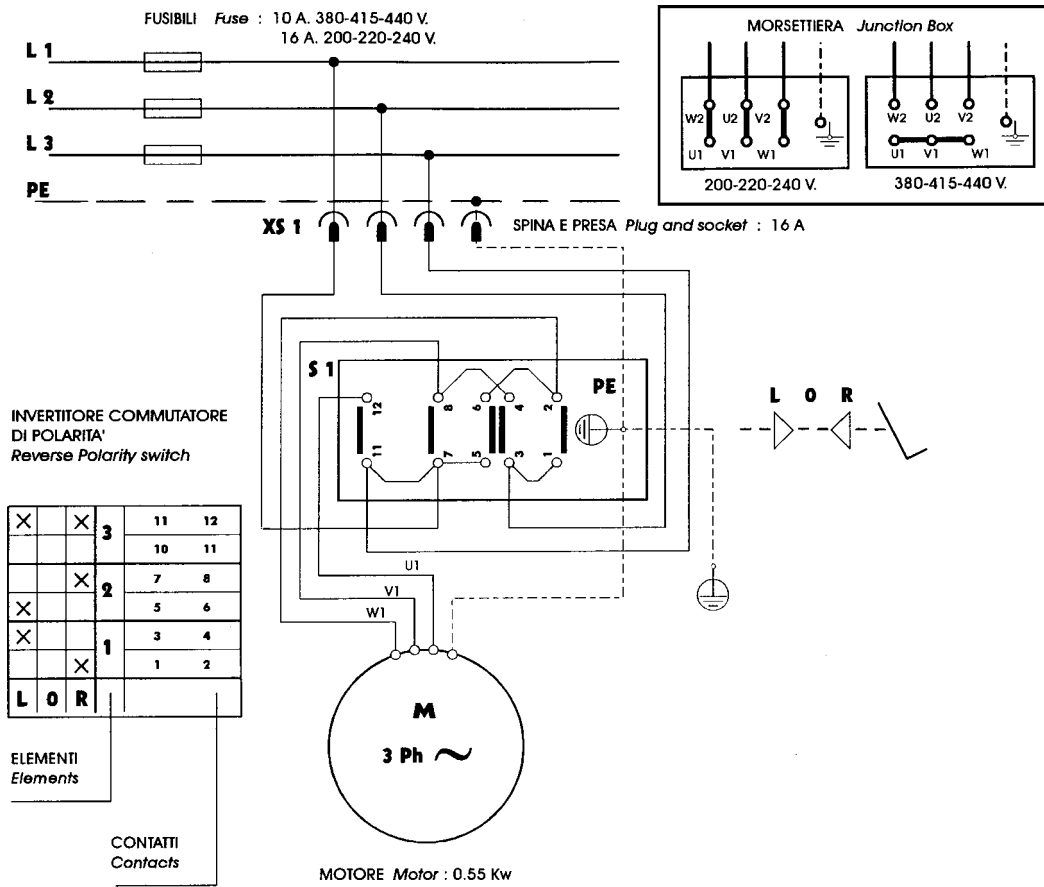 FUSIBILI Fuse : 10 A. 380-415-440 V.
16 A. 200-220-240 V.
L 1
L 2
L 3
PE
MORSETTIERA Junction Box
W2 U2 V2
U1 V1 W1
200-220-240 V.
W2 U2 V2
U1 V1 W1
380-415-440 V.
XS 1
SPINA E PRESA Plug and socket : 16 A
S 1
PE
12 8 6 4 2
11 7 5 3 1
L O R
INVERTITORE COMMUTATORE
DI POLARITA'
Reverse Polarity switch
X X 3 11 12
10 11
X 2 7 8
X 5 6
X 1 3 4
X 1 2
L O R
U1
V1
W1
M
3 Ph ~
ELEMENTI
Elements
CONTATTI
Contacts
MOTORE Motor : 0.55 Kw